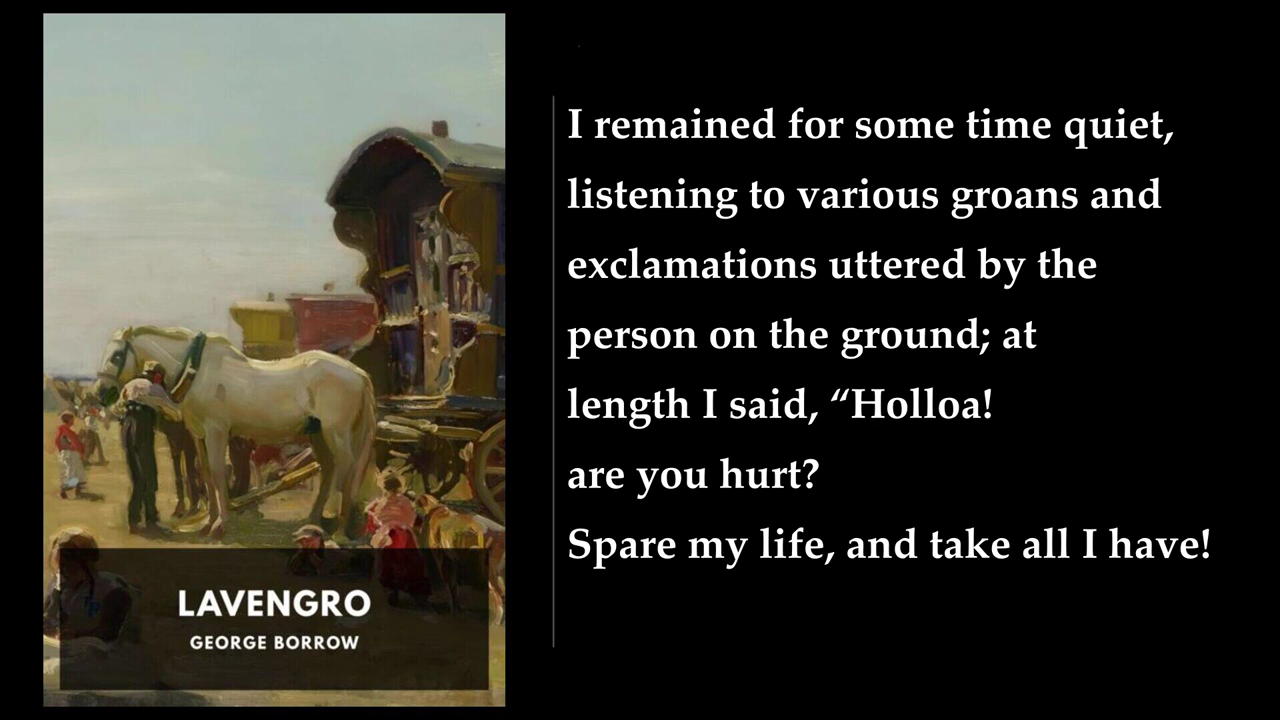 LAVENGRO
GEORGE BORROW
I remained for some time quiet,
listening to various groans and
exclamations uttered by the
person on the ground; at
length I said, “Holloa!
are you hurt?
Spare my life, and take all I have!